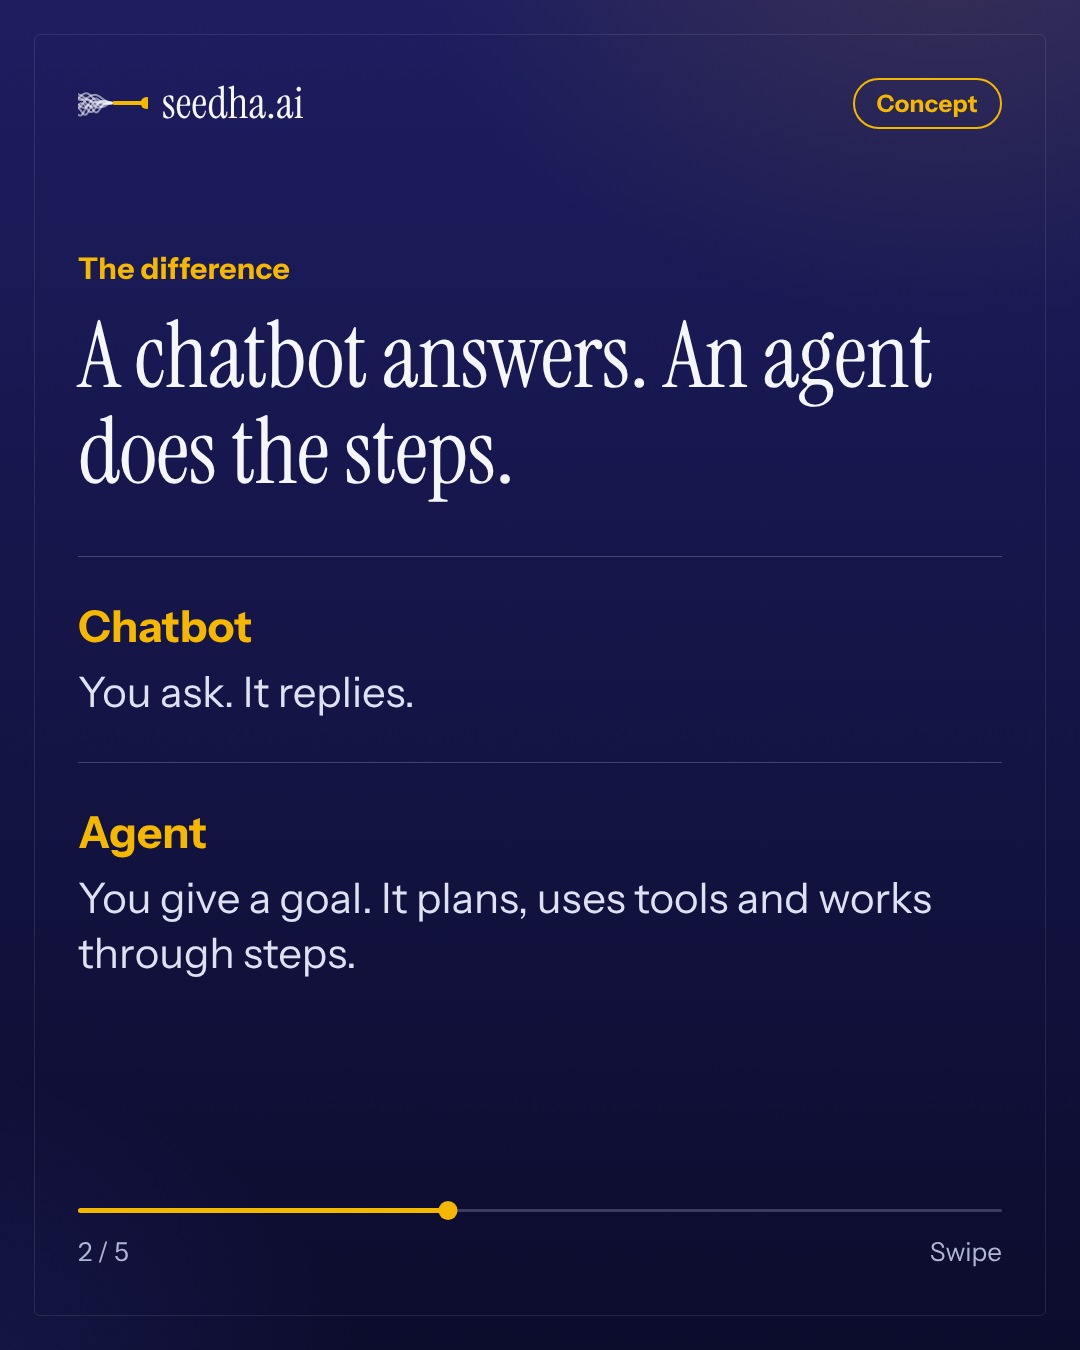 seedha.ai
Concept
The difference
A chatbot answers. An agent
does the steps.
Chatbot
You ask. It replies.
Agent
You give a goal. It plans, uses tools and works
through steps.
2 / 5
Swipe